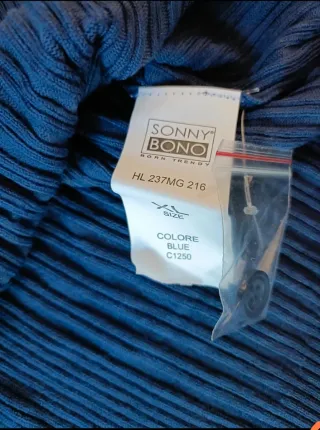 SONNY
BONO
BORN TRENDY
HL 237MG 216
XL
SIZE
COLORE
BLUE
C1250